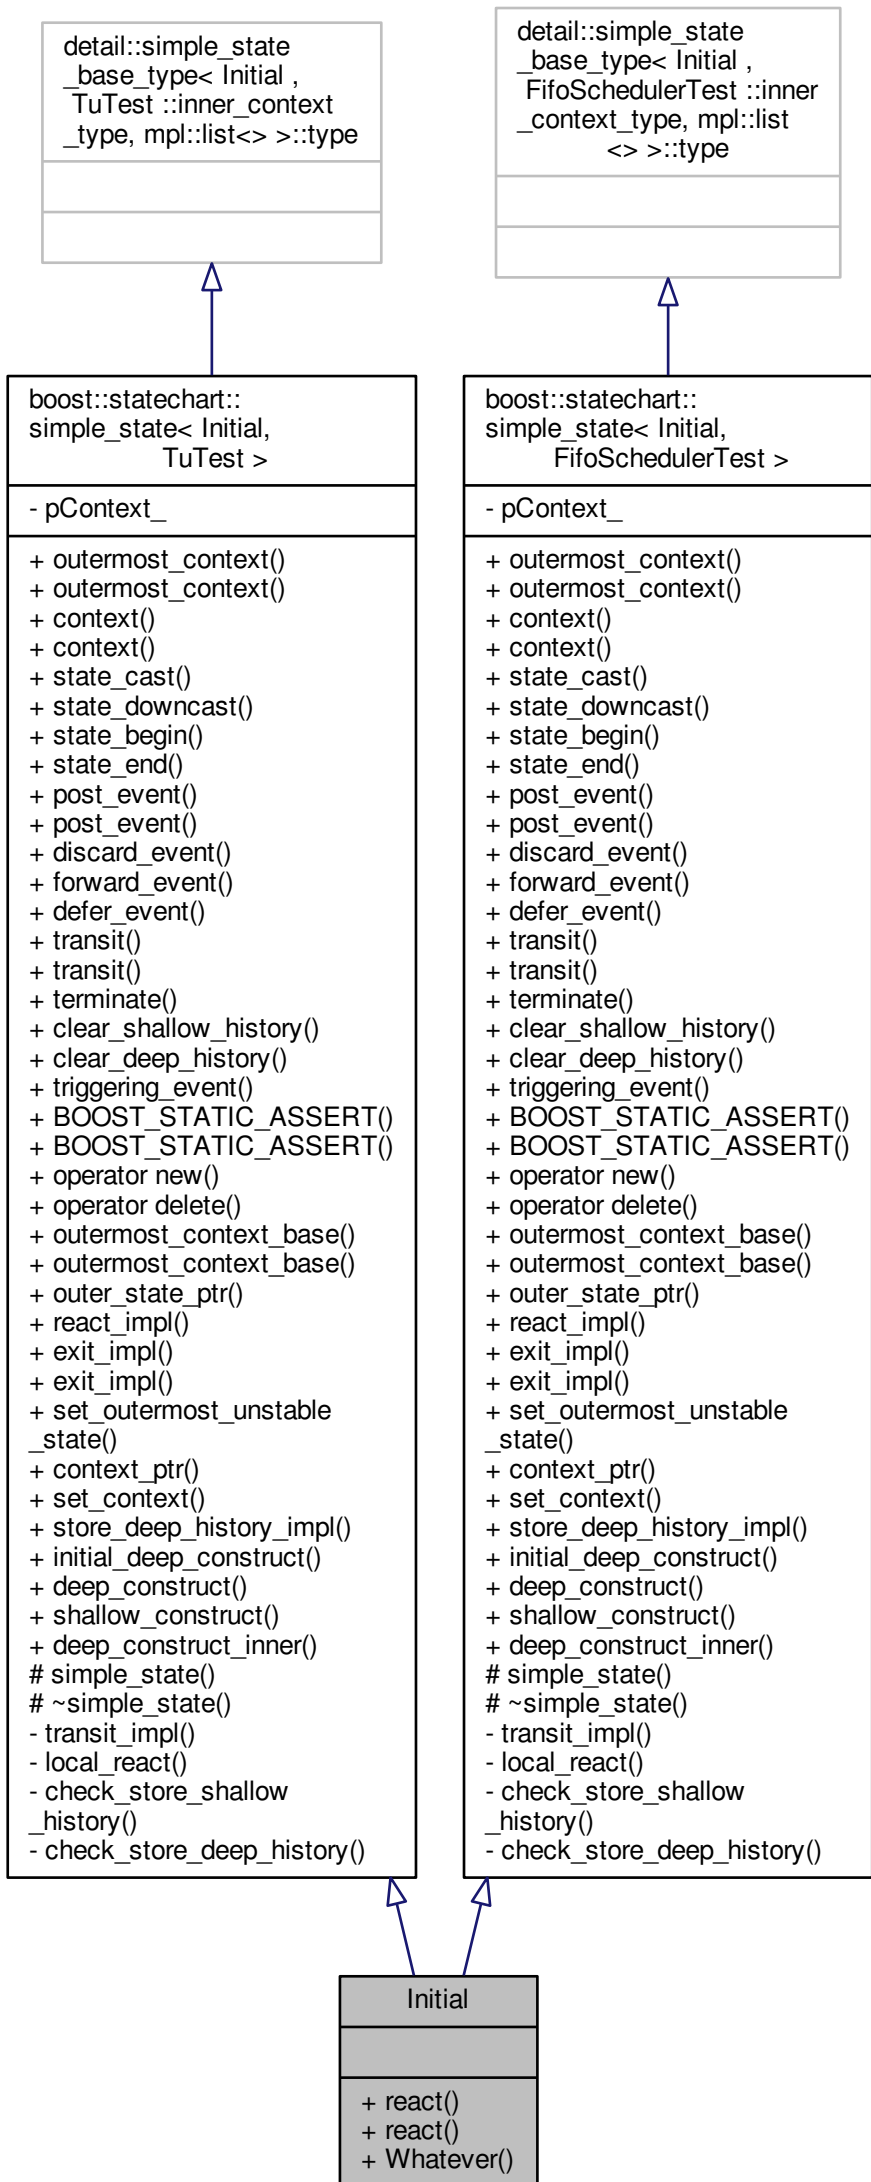 detail::simple_state
_base_type< Initial ,
TuTest ::inner_context
_type, mpl::list<> >::type
detail::simple_state
_base_type< Initial ,
FifoSchedulerTest ::inner
_context_type, mpl::list
<> >::type
boost::statechart::
simple_state< Initial,
TuTest >
- pContext_
+ outermost_context()
+ outermost_context()
+ context()
+ context()
+ state_cast()
+ state_downcast()
+ state_begin()
+ state_end()
+ post_event()
+ post_event()
+ discard_event()
+ forward_event()
+ defer_event()
+ transit()
+ transit()
+ terminate()
+ clear_shallow_history()
+ clear_deep_history()
+ triggering_event()
+ BOOST_STATIC_ASSERT()
+ BOOST_STATIC_ASSERT()
+ operator new()
+ operator delete()
+ outermost_context_base()
+ outermost_context_base()
+ outer_state_ptr()
+ react_impl()
+ exit_impl()
+ exit_impl()
+ set_outermost_unstable
_state()
+ context_ptr()
+ set_context()
+ store_deep_history_impl()
+ initial_deep_construct()
+ deep_construct()
+ shallow_construct()
+ deep_construct_inner()
# simple_state()
# ~simple_state()
- transit_impl()
- local_react()
- check_store_shallow
_history()
- check_store_deep_history()
boost::statechart::
simple_state< Initial,
FifoSchedulerTest >
- pContext_
+ outermost_context()
+ outermost_context()
+ context()
+ context()
+ state_cast()
+ state_downcast()
+ state_begin()
+ state_end()
+ post_event()
+ post_event()
+ discard_event()
+ forward_event()
+ defer_event()
+ transit()
+ transit()
+ terminate()
+ clear_shallow_history()
+ clear_deep_history()
+ triggering_event()
+ BOOST_STATIC_ASSERT()
+ BOOST_STATIC_ASSERT()
+ operator new()
+ operator delete()
+ outermost_context_base()
+ outermost_context_base()
+ outer_state_ptr()
+ react_impl()
+ exit_impl()
+ exit_impl()
+ set_outermost_unstable
_state()
+ context_ptr()
+ set_context()
+ store_deep_history_impl()
+ initial_deep_construct()
+ deep_construct()
+ shallow_construct()
+ deep_construct_inner()
# simple_state()
# ~simple_state()
- transit_impl()
- local_react()
- check_store_shallow
_history()
- check_store_deep_history()
Initial
+ react()
+ react()
+ Whatever()